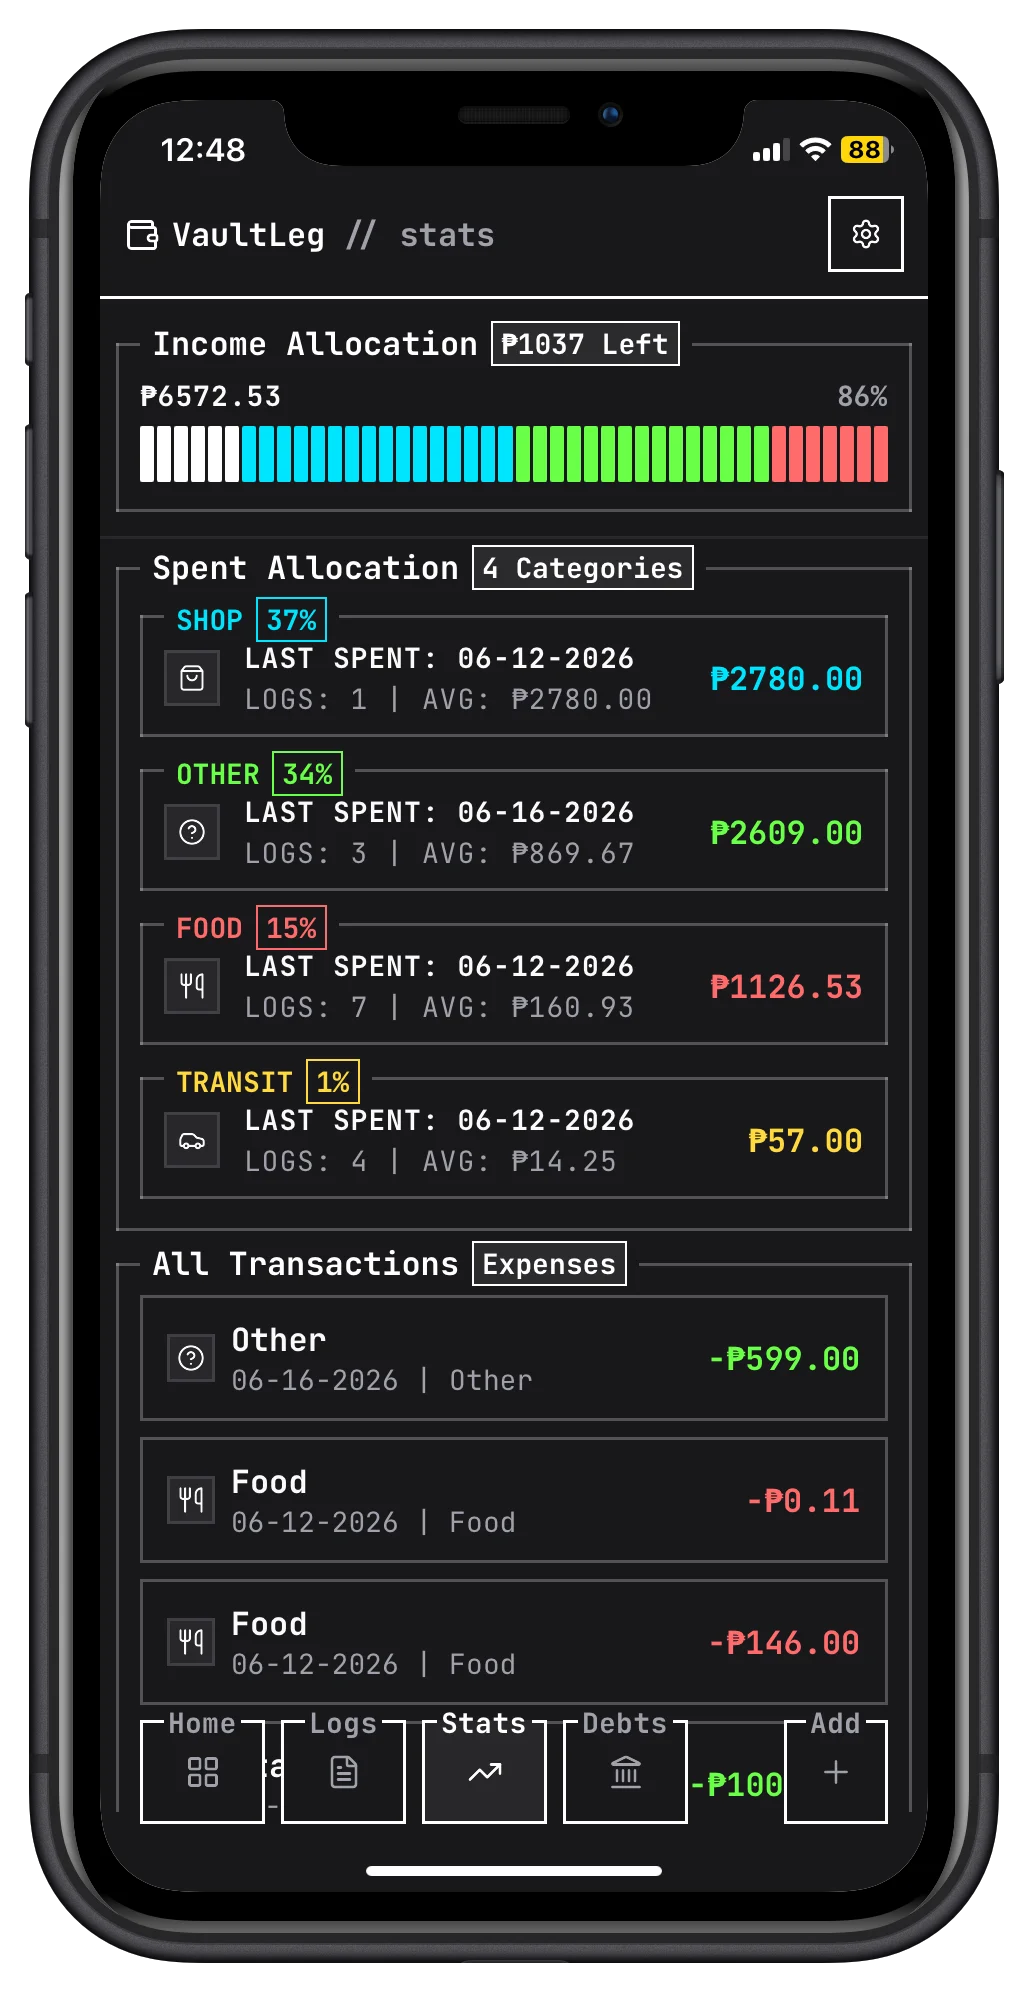 12:48
88
VaultLeg // stats
Income Allocation ₱1037 Left
₱6572.53 86%
Spent Allocation 4 Categories
SHOP 37%
LAST SPENT: 06-12-2026
LOGS: 1 | AVG: ₱2780.00
₱2780.00
OTHER 34%
LAST SPENT: 06-16-2026
LOGS: 3 | AVG: ₱869.67
₱2609.00
FOOD 15%
LAST SPENT: 06-12-2026
LOGS: 7 | AVG: ₱160.93
₱1126.53
TRANSIT 1%
LAST SPENT: 06-12-2026
LOGS: 4 | AVG: ₱14.25
₱57.00
All Transactions Expenses
Other
06-16-2026 | Other
-₱599.00
Food
06-12-2026 | Food
-₱0.11
Food
06-12-2026 | Food
-₱146.00
-₱100
Home Logs Stats Debts Add